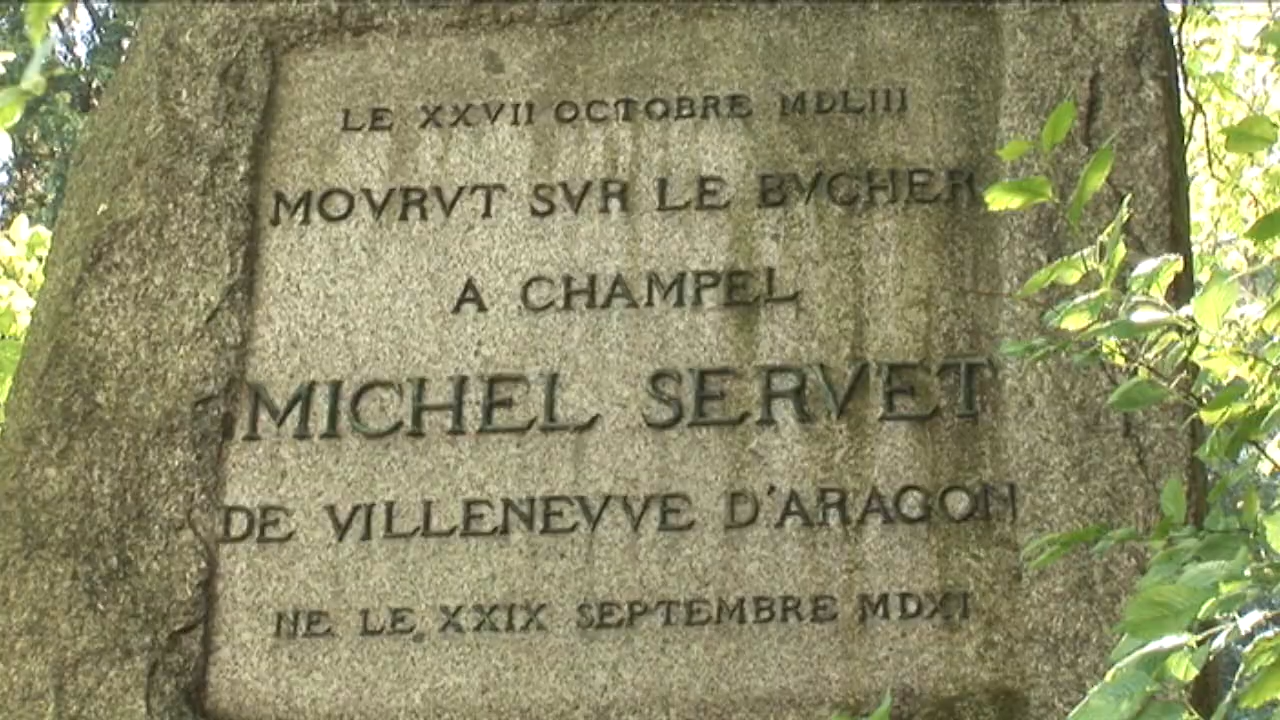 LE XXVII OCTOBRE MDLIII
MOVRVT SVR LE BVCHER
A CHAMPEL
MICHEL SERVET
DE VILLENEVVE D'ARAGON
NE LE XXIX SEPTEMBRE MDXI